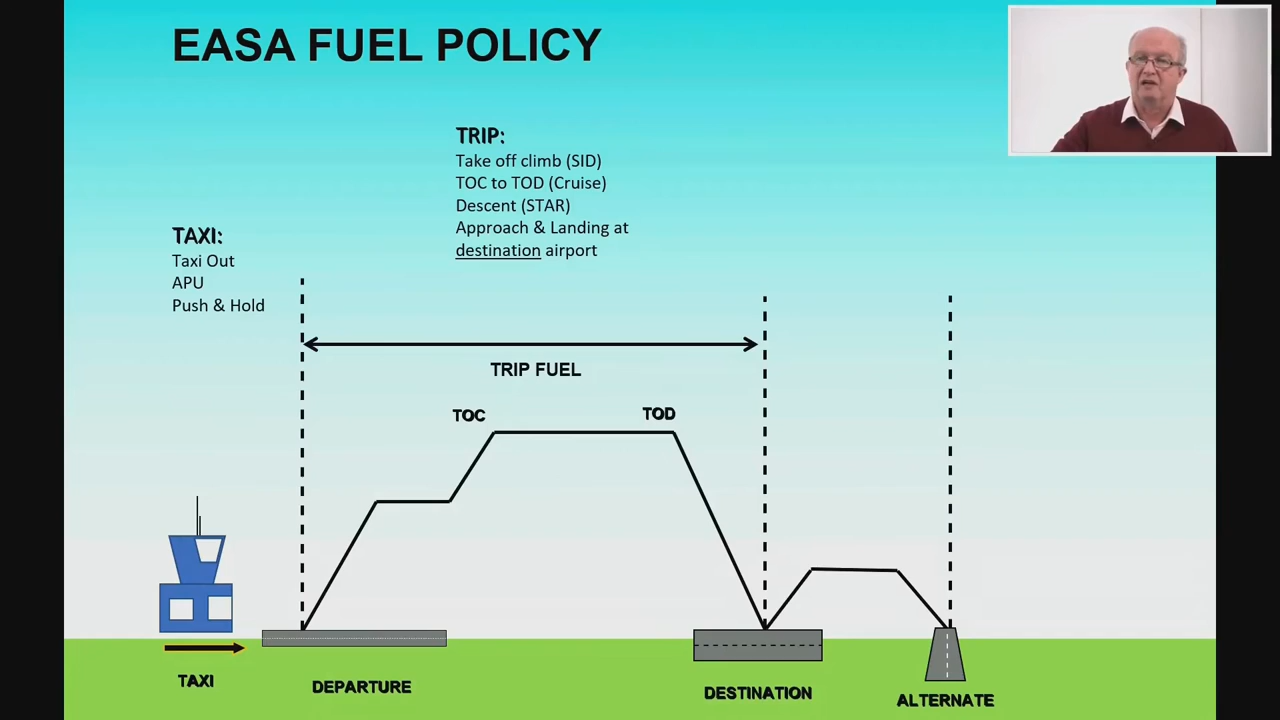 EASA FUEL POLICY
TRIP:
Take off climb (SID)
TOC to TOD (Cruise)
Descent (STAR)
Approach & Landing at
destination airport
TAXI:
Taxi Out
APU
Push & Hold
TRIP FUEL
TOC
TOD
TAXI
DEPARTURE
DESTINATION
ALTERNATE